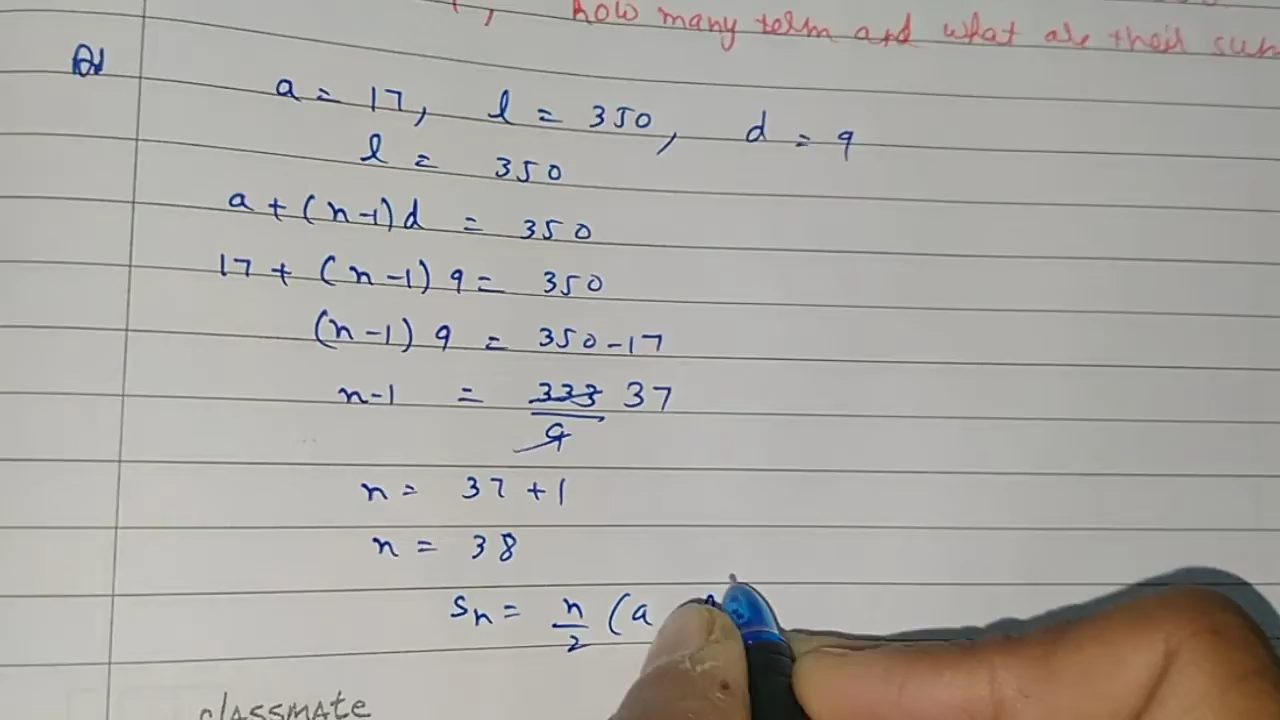 how many term and what are their sum
a = 17, l = 350, d = 9
l = 350
a + (n-1)d = 350
17 + (n-1) 9 = 350
(n-1) 9 = 350-17
n-1 = 333/9 37
n = 37 +1
n = 38
Sn = n/2 (a
classmate